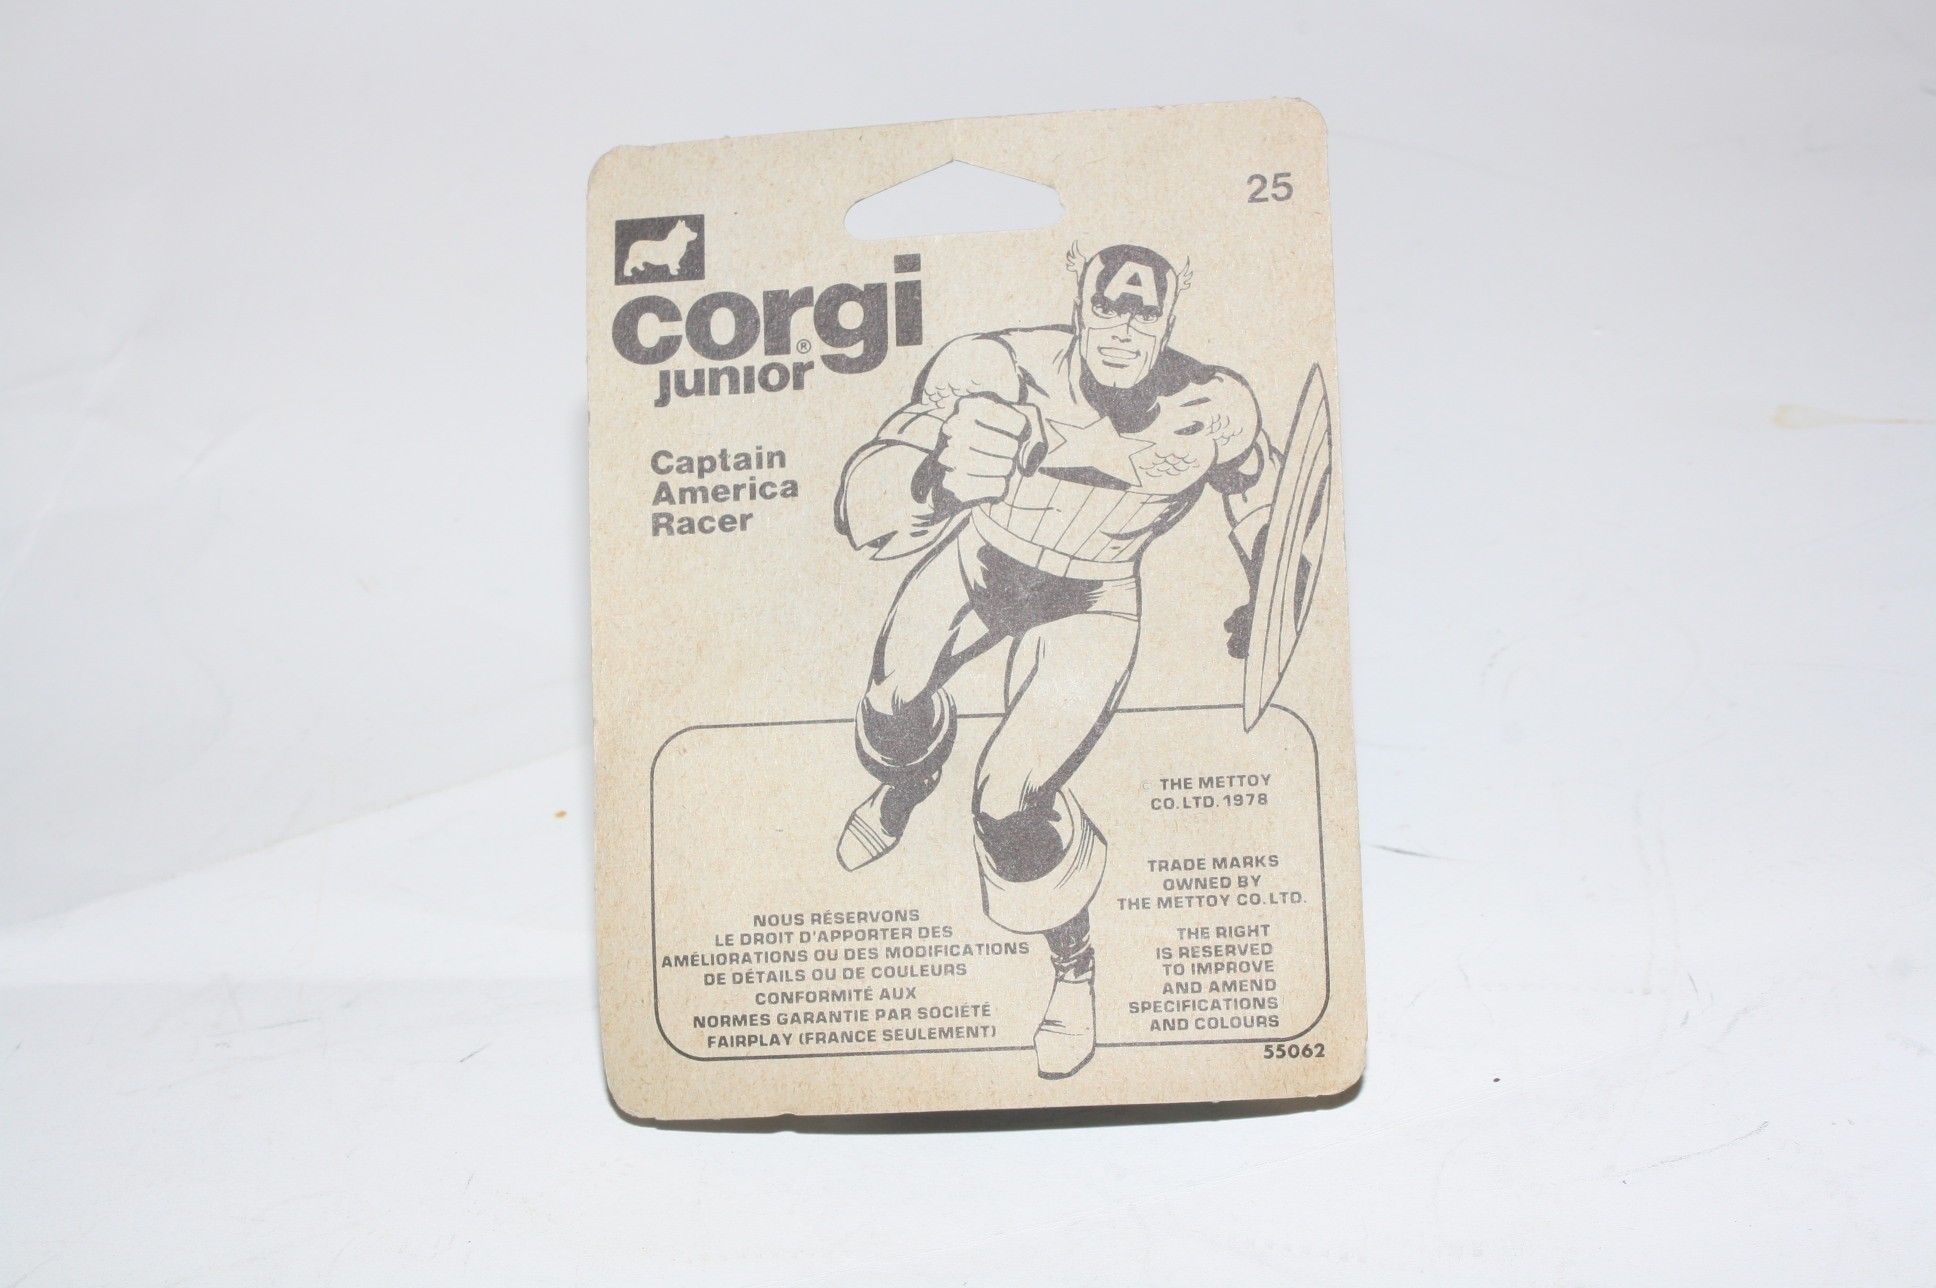 25
corgi®
junior
Captain
America
Racer
A
© THE METTOY
CO. LTD. 1978
TRADE MARKS
OWNED BY
THE METTOY CO. LTD.
THE RIGHT
IS RESERVED
TO IMPROVE
AND AMEND
SPECIFICATIONS
AND COLOURS
NOUS RÉSERVONS
LE DROIT D'APPORTER DES
AMÉLIORATIONS OU DES MODIFICATIONS
DE DÉTAILS OU DE COULEURS
CONFORMITÉ AUX
NORMES GARANTIE PAR SOCIÉTÉ
FAIRPLAY (FRANCE SEULEMENT)
55062